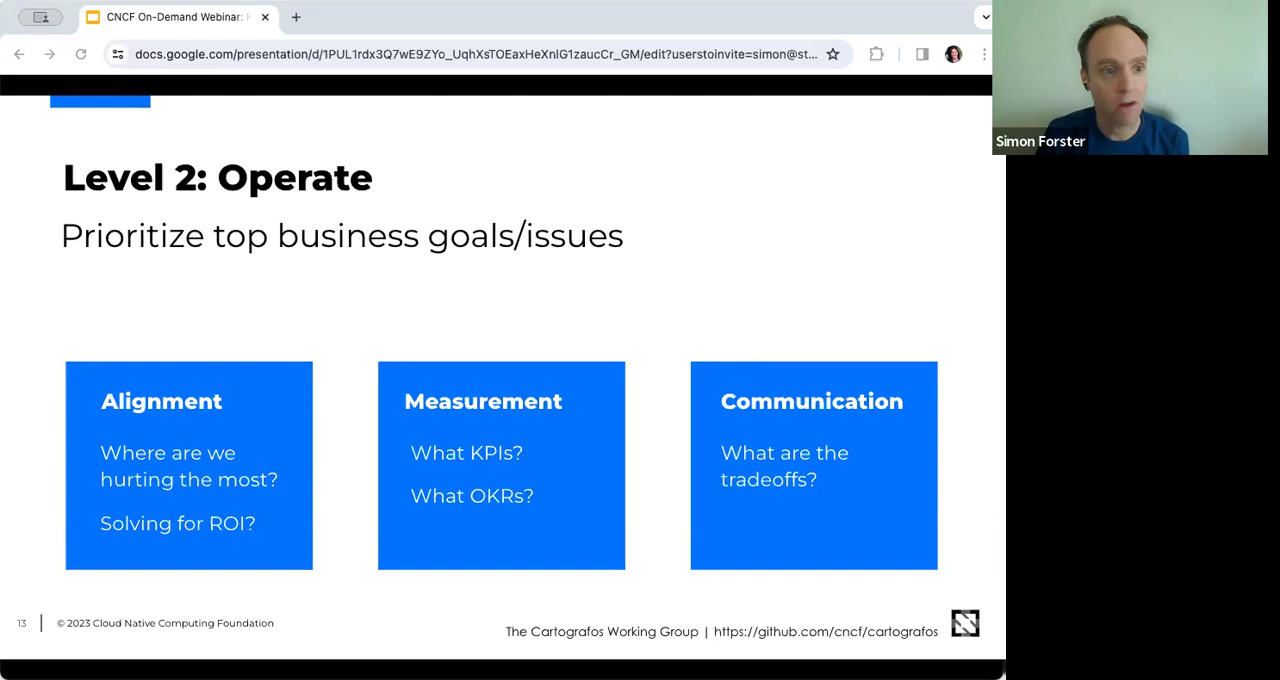 CNCF On-Demand Webinar: F
docs.google.com/presentation/d/1PUL1rdx3Q7wE9ZYo_UqhXsTOEaxHeXnlG1zaucCr_GM/edit?userstoinvite=simon@st...
Simon Forster
Level 2: Operate
Prioritize top business goals/issues
Alignment
Where are we
hurting the most?
Solving for ROI?
Measurement
What KPIs?
What OKRs?
Communication
What are the
tradeoffs?
13
© 2023 Cloud Native Computing Foundation
The Cartografos Working Group | https://github.com/cncf/cartografos